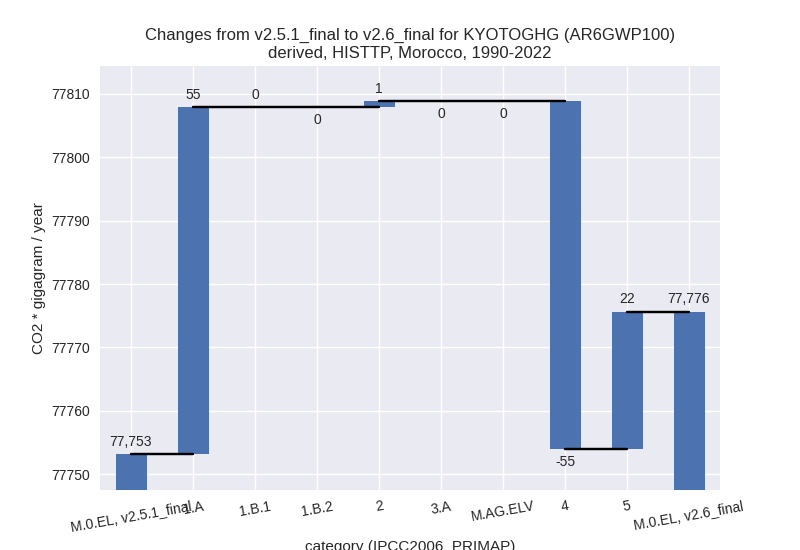 Changes from v2.5.1_final to v2.6_final for KYOTOGHG (AR6GWP100)
derived, HISTTP, Morocco, 1990-2022
CO2 * gigagram / year
77810
77800
77790
77780
77770
77760
77750
77,753
55
0
0
1
0
0
-55
22
77,776
M.0.EL, v2.5.1_final
1.A
1.B.1
1.B.2
2
3.A
M.AG.ELV
4
5
M.0.EL, v2.6_final
category (IPCC2006_PRIMAP)